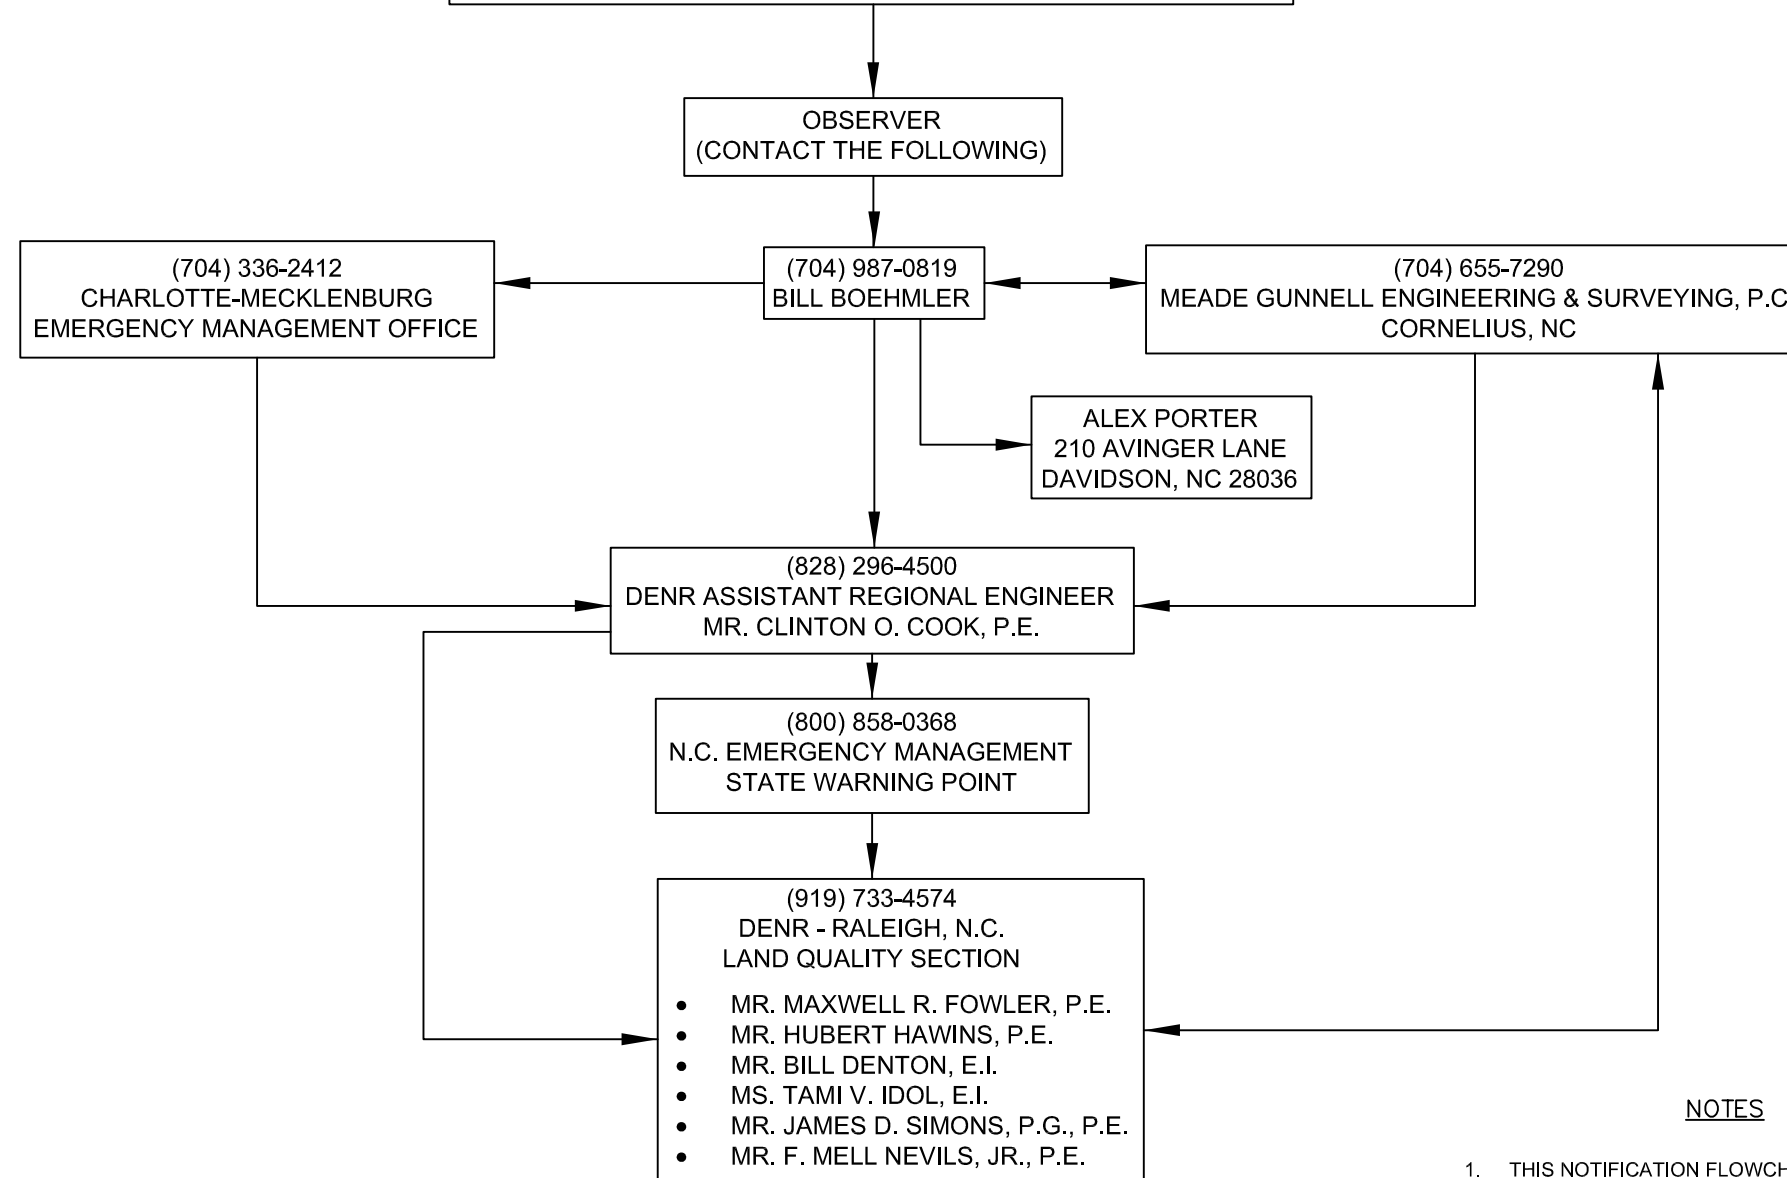 OBSERVER
(CONTACT THE FOLLOWING)
(704) 336-2412
CHARLOTTE-MECKLENBURG
EMERGENCY MANAGEMENT OFFICE
(704) 987-0819
BILL BOEHMLER
(704) 655-7290
MEADE GUNNELL ENGINEERING & SURVEYING, P.C
CORNELIUS, NC
ALEX PORTER
210 AVINGER LANE
DAVIDSON, NC 28036
(828) 296-4500
DENR ASSISTANT REGIONAL ENGINEER
MR. CLINTON O. COOK, P.E.
(800) 858-0368
N.C. EMERGENCY MANAGEMENT
STATE WARNING POINT
(919) 733-4574
DENR - RALEIGH, N.C.
LAND QUALITY SECTION
• MR. MAXWELL R. FOWLER, P.E.
• MR. HUBERT HAWINS, P.E.
• MR. BILL DENTON, E.I.
• MS. TAMI V. IDOL, E.I.
• MR. JAMES D. SIMONS, P.G., P.E.
• MR. F. MELL NEVILS, JR., P.E.
NOTES
1. THIS NOTIFICATION FLOWCH